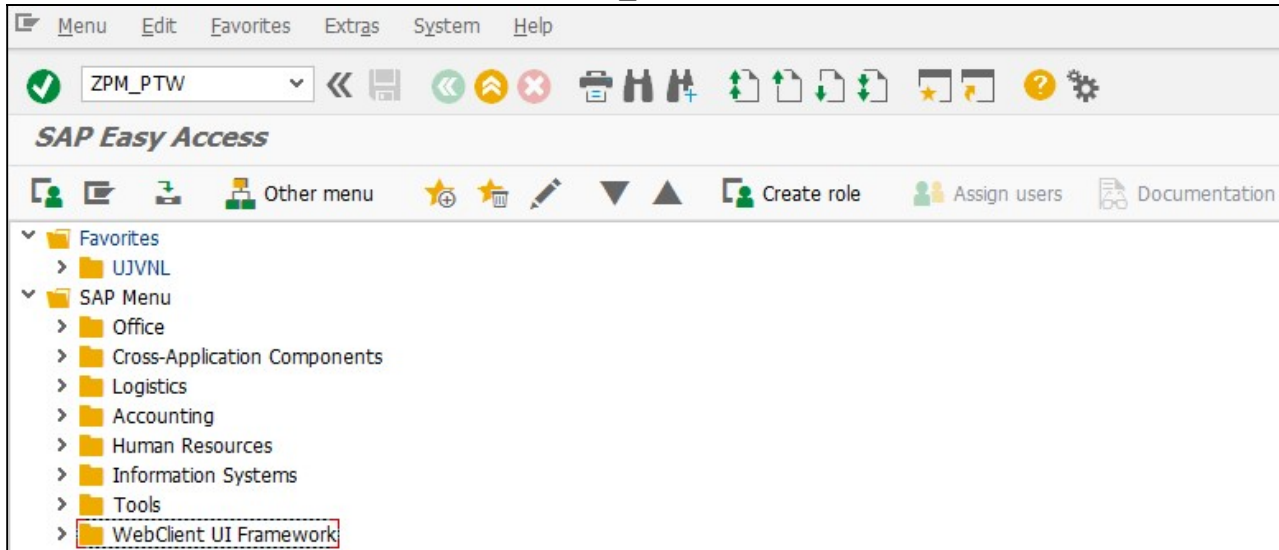 Menu Edit Favorites Extras System Help
ZPM_PTW
SAP Easy Access
Other menu Create role Assign users Documentation
Favorites
UJVNL
SAP Menu
Office
Cross-Application Components
Logistics
Accounting
Human Resources
Information Systems
Tools
WebClient UI Framework